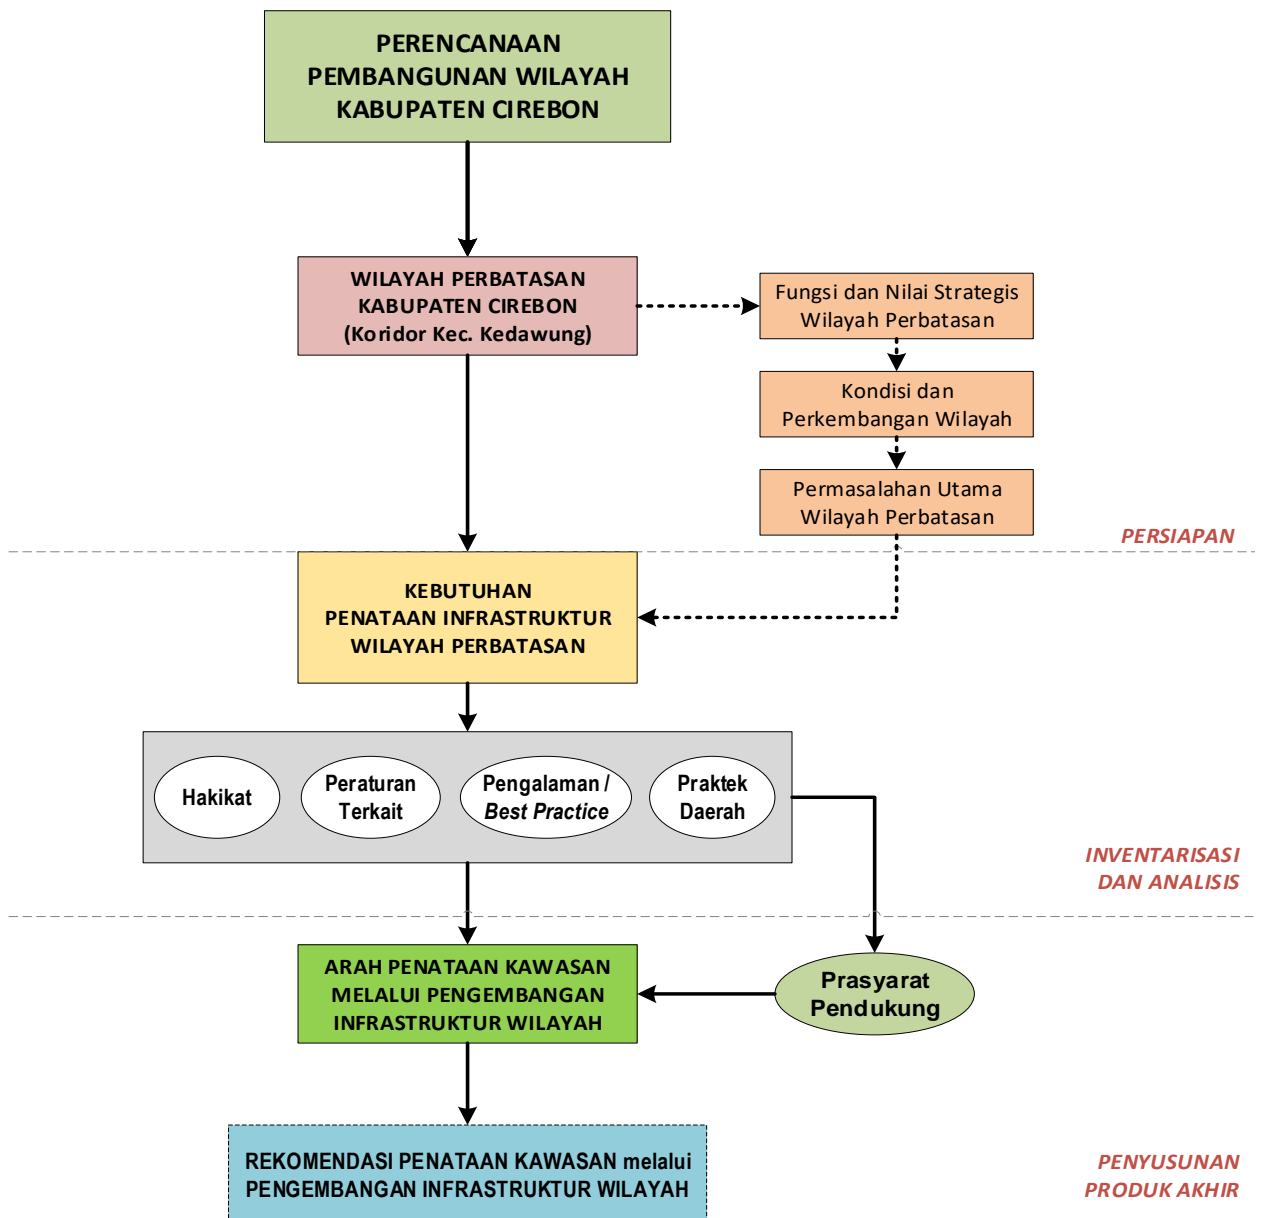 PERENCANAAN
PEMBANGUNAN WILAYAH
KABUPATEN CIREBON
WILAYAH PERBATASAN
KABUPATEN CIREBON
(Koridor Kec. Kedawung)
Fungsi dan Nilai Strategis
Wilayah Perbatasan
Kondisi dan
Perkembangan Wilayah
Permasalahan Utama
Wilayah Perbatasan
PERSIAPAN
KEBUTUHAN
PENATAAN INFRASTRUKTUR
WILAYAH PERBATASAN
Hakikat
Peraturan
Terkait
Pengalaman /
Best Practice
Praktek
Daerah
INVENTARISASI
DAN ANALISIS
ARAH PENATAAN KAWASAN
MELALUI PENGEMBANGAN
INFRASTRUKTUR WILAYAH
Prasyarat
Pendukung
REKOMENDASI PENATAAN KAWASAN melalui
PENGEMBANGAN INFRASTRUKTUR WILAYAH
PENYUSUNAN
PRODUK AKHIR